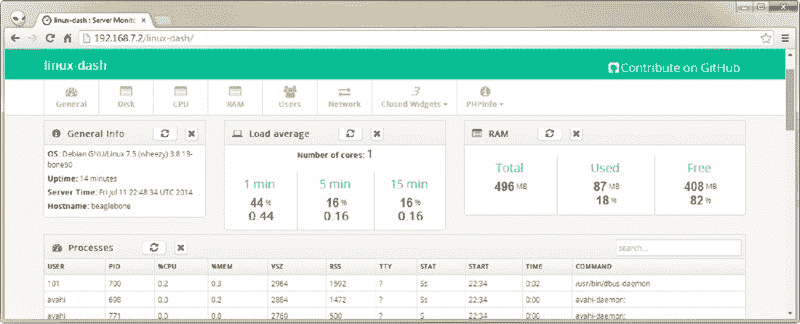 linux-dash : Server Monito
192.168.7.2/linux-dash/
linux-dash
Contribute on GitHub
General
Disk
CPU
RAM
Users
Network
3
Closed Widgets
PHPInfo
General Info
OS: Debian GNU/Linux 7.5 (wheezy) 3.8.13-
bone50
Uptime: 14 minutes
Server Time: Fri Jul 11 22:48:34 UTC 2014
Hostname: beaglebone
Load average
Number of cores: 1
1 min 5 min 15 min
44 % 16 % 16 %
0.44 0.16 0.16
RAM
Total Used Free
496 MB 87 MB 408 MB
18 % 82 %
Processes
search...
USER PID %CPU %MEM VSZ RSS TTY STAT START TIME COMMAND
101 700 0.2 0.3 2964 1592 ? Ss 22:34 0:02 /usr/bin/dbus-daemon
avahi 698 0.0 0.2 2884 1472 ? Ss 22:34 0:00 avahi-daemon:
avahi 771 0.0 0.0 2760 500 ? S 22:34 0:00 avahi-daemon: